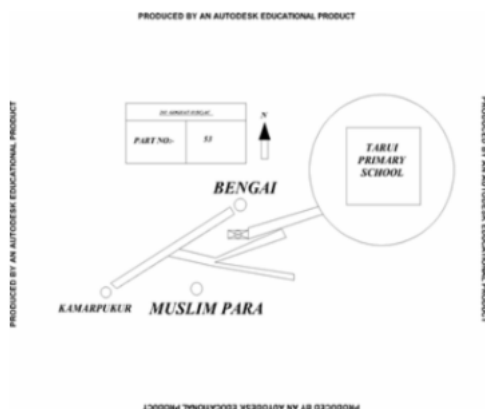 PRODUCED BY AN AUTODESK EDUCATIONAL PRODUCT
PART NO:-
53
N
TARUI
PRIMARY
SCHOOL
BENGAI
KAMARPUKUR
MUSLIM PARA
PRODUCED BY AN AUTODESK EDUCATIONAL PRODUCT
PRODUCED BY AN AUTODESK EDUCATIONAL PRODUCT
PRODUCED BY AN AUTODESK EDUCATIONAL PRODUCT